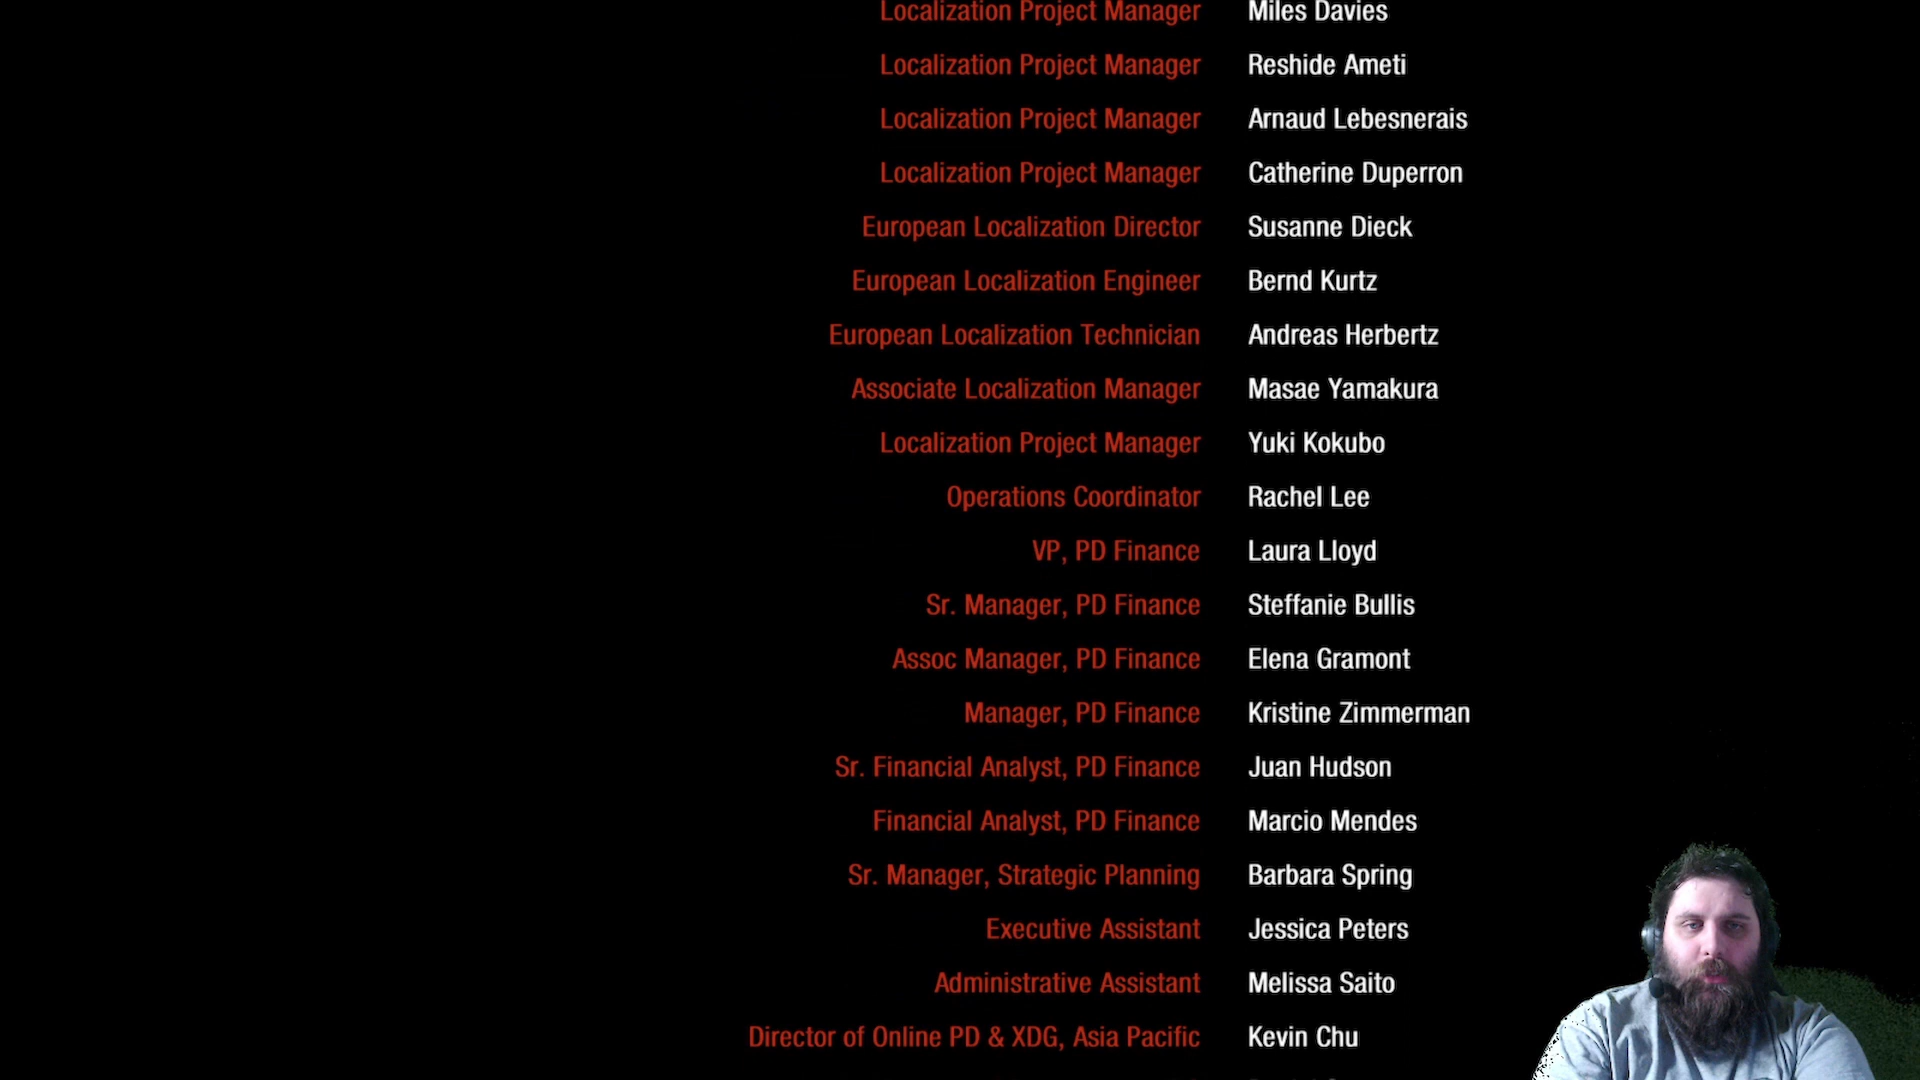 Localization Project Manager Miles Davies
Localization Project Manager Reshide Ameti
Localization Project Manager Arnaud Lebesnerais
Localization Project Manager Catherine Duperron
European Localization Director Susanne Dieck
European Localization Engineer Bernd Kurtz
European Localization Technician Andreas Herbertz
Associate Localization Manager Masae Yamakura
Localization Project Manager Yuki Kokubo
Operations Coordinator Rachel Lee
VP, PD Finance Laura Lloyd
Sr. Manager, PD Finance Steffanie Bullis
Assoc Manager, PD Finance Elena Gramont
Manager, PD Finance Kristine Zimmerman
Sr. Financial Analyst, PD Finance Juan Hudson
Financial Analyst, PD Finance Marcio Mendes
Sr. Manager, Strategic Planning Barbara Spring
Executive Assistant Jessica Peters
Administrative Assistant Melissa Saito
Director of Online PD & XDG, Asia Pacific Kevin Chu